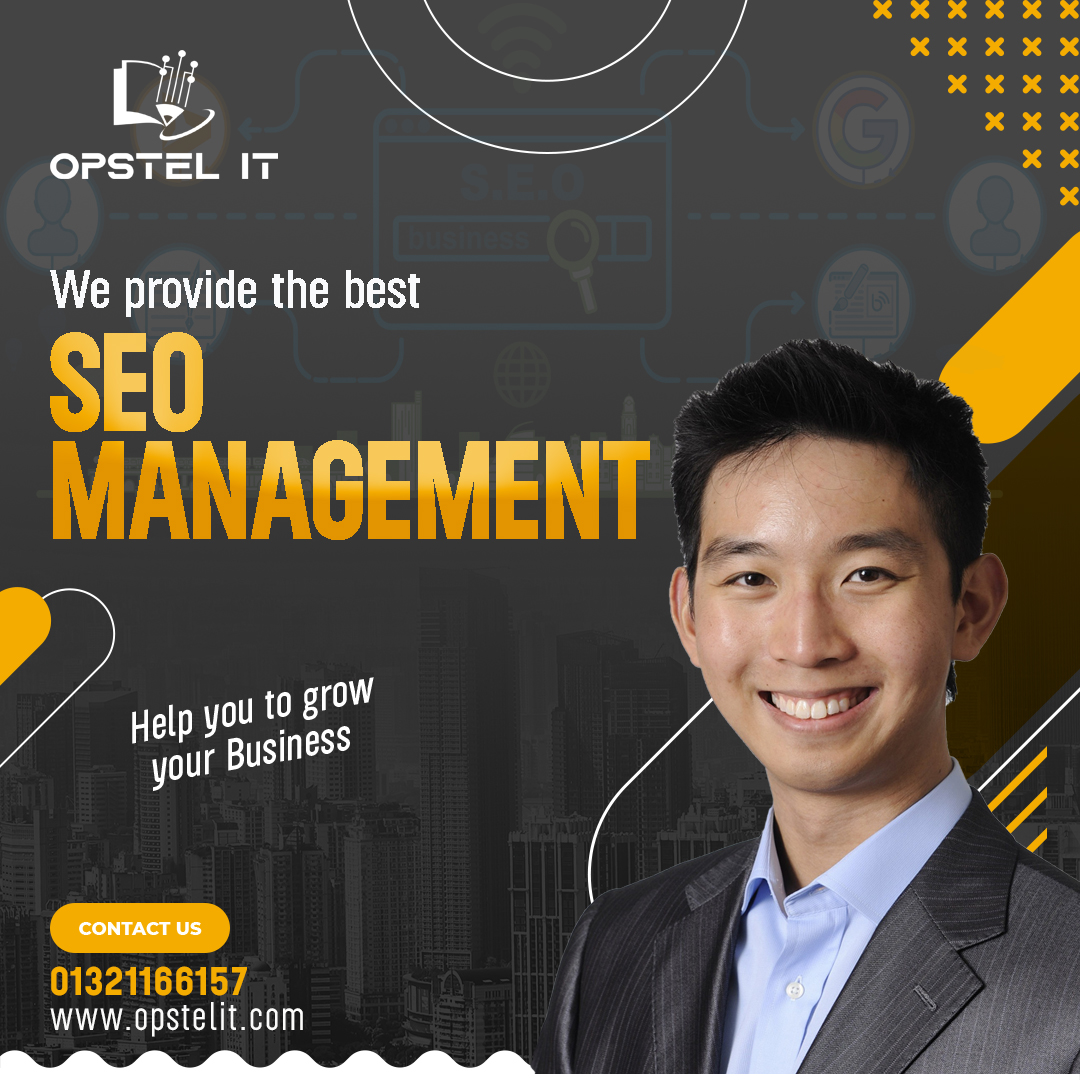 OPSTEL IT
S.E.O
business
We provide the best
SEO
MANAGEMENT
Help you to grow
your Business
CONTACT US
01321166157
www.opstelit.com